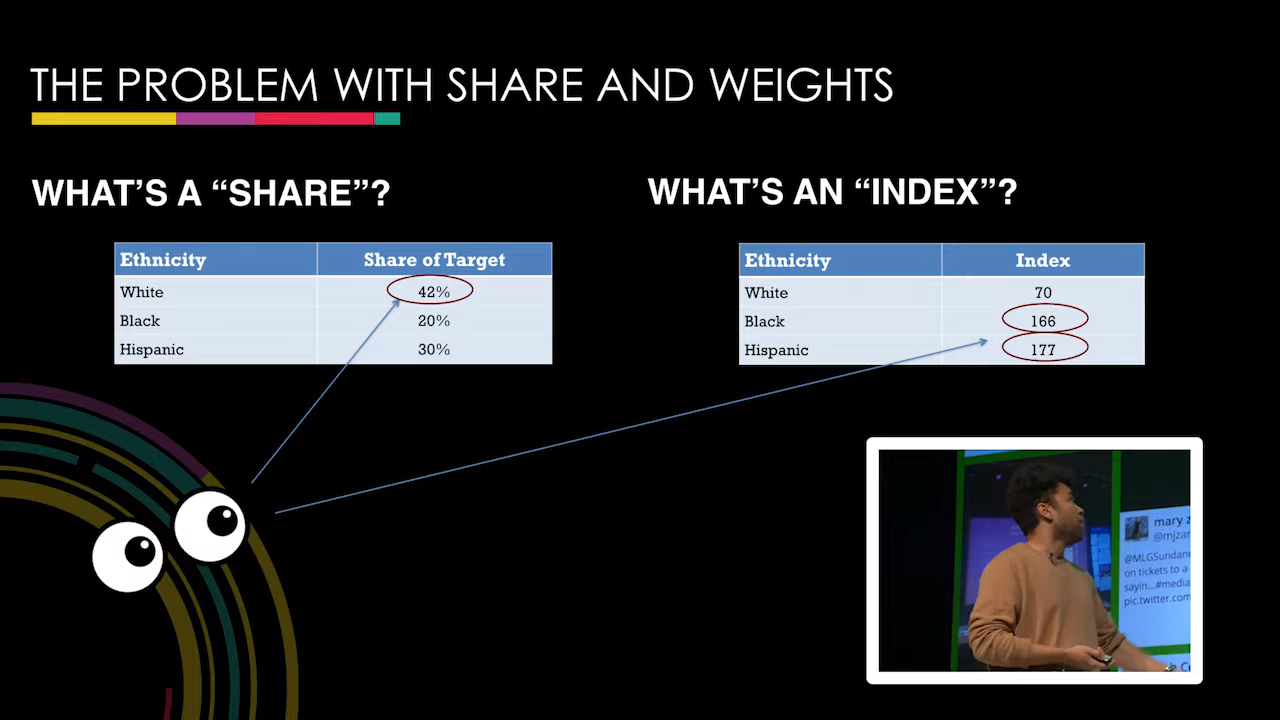 THE PROBLEM WITH SHARE AND WEIGHTS
WHAT'S A “SHARE”?
Ethnicity Share of Target
White 42%
Black 20%
Hispanic 30%
WHAT'S AN “INDEX”?
Ethnicity Index
White 70
Black 166
Hispanic 177
mary z
@mjzar
@MLGSundan
on tickets to a
sayin...#media
pic.twitter.com